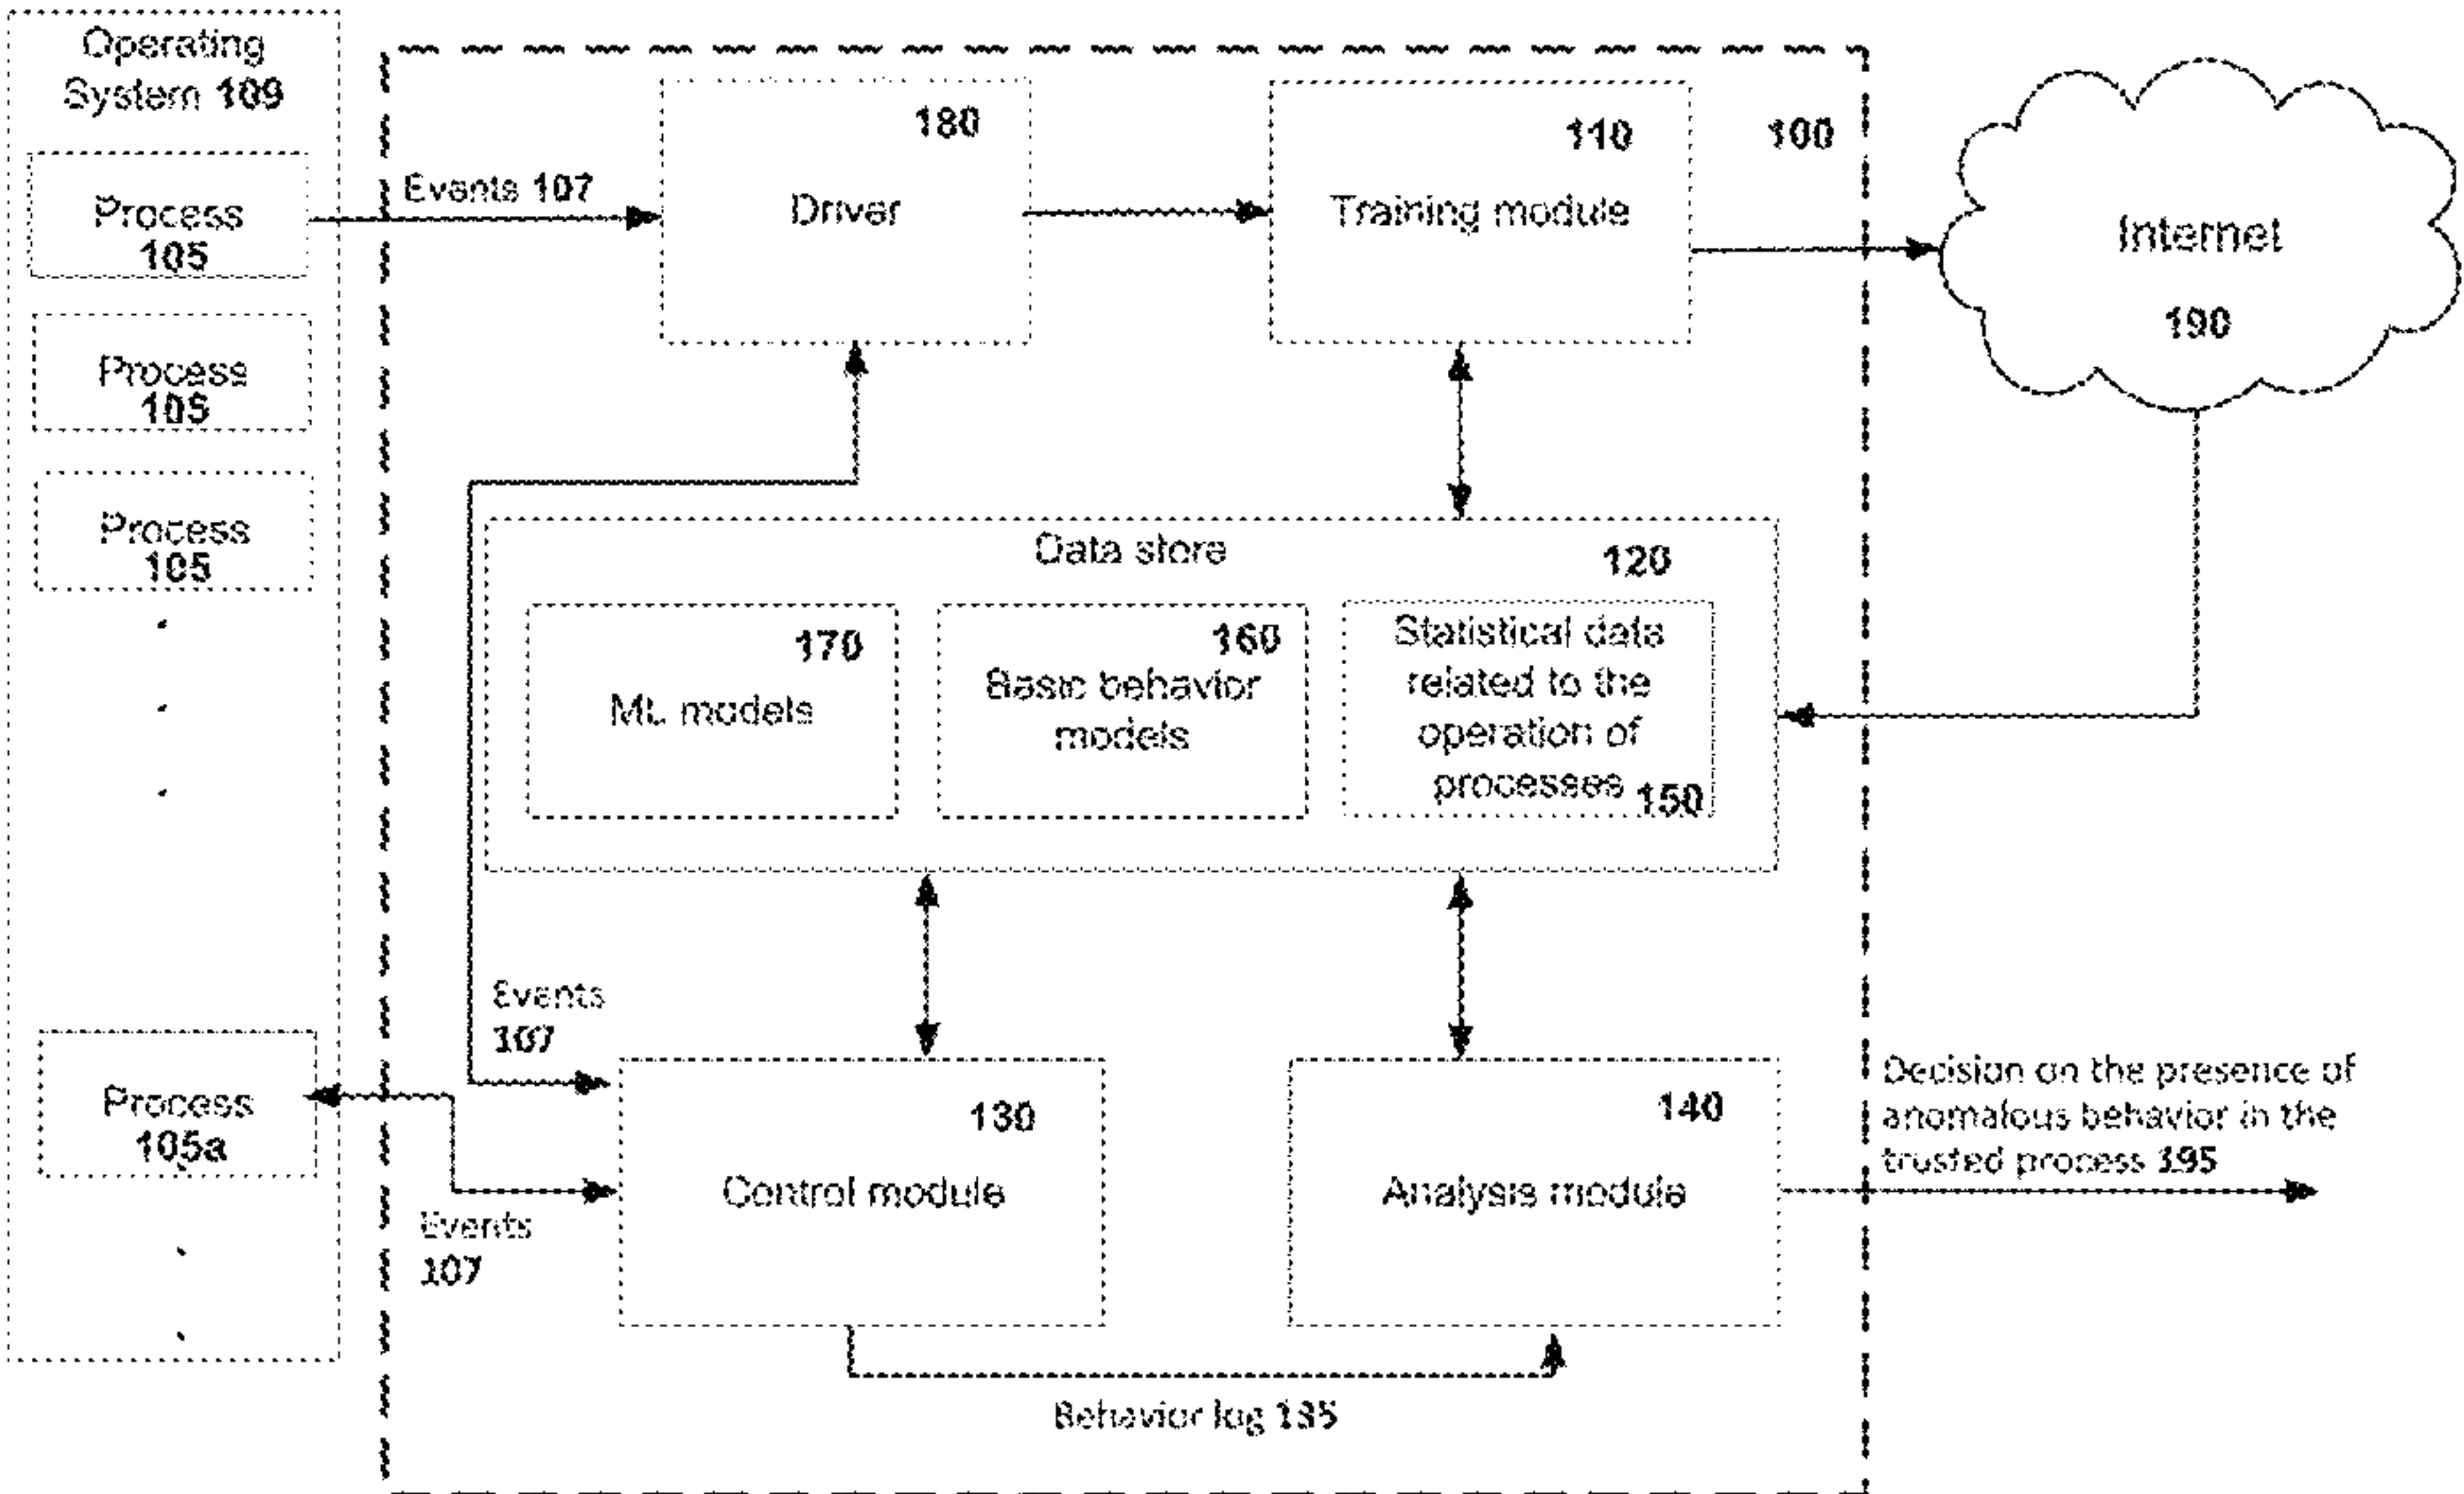 Operating
System 109
Process
105
Process
105
Process
105
Process
105a
Events 107
180
Driver
110
Training module
100
Internet
190
Data store
120
170
ML models
160
Basic behavior
models
Statistical data
related to the
operation of
processes
150
Events
107
Events
107
130
Control module
140
Analysis module
Decision on the presence of
anomalous behavior in the
trusted process 195
Behavior log 135